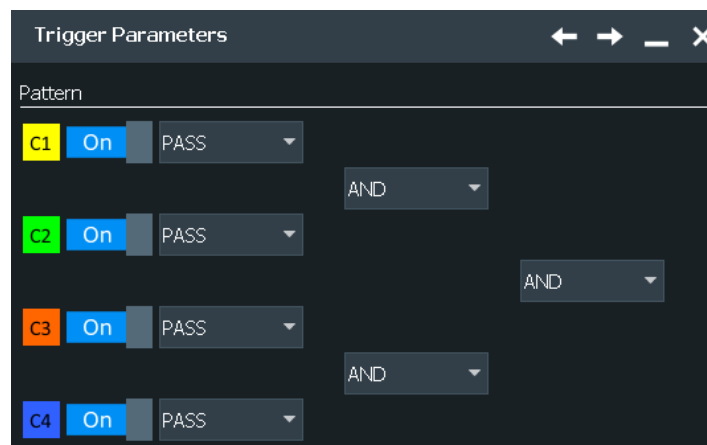 Trigger Parameters
Pattern
C1 On PASS
AND
C2 On PASS
AND
C3 On PASS
AND
C4 On PASS